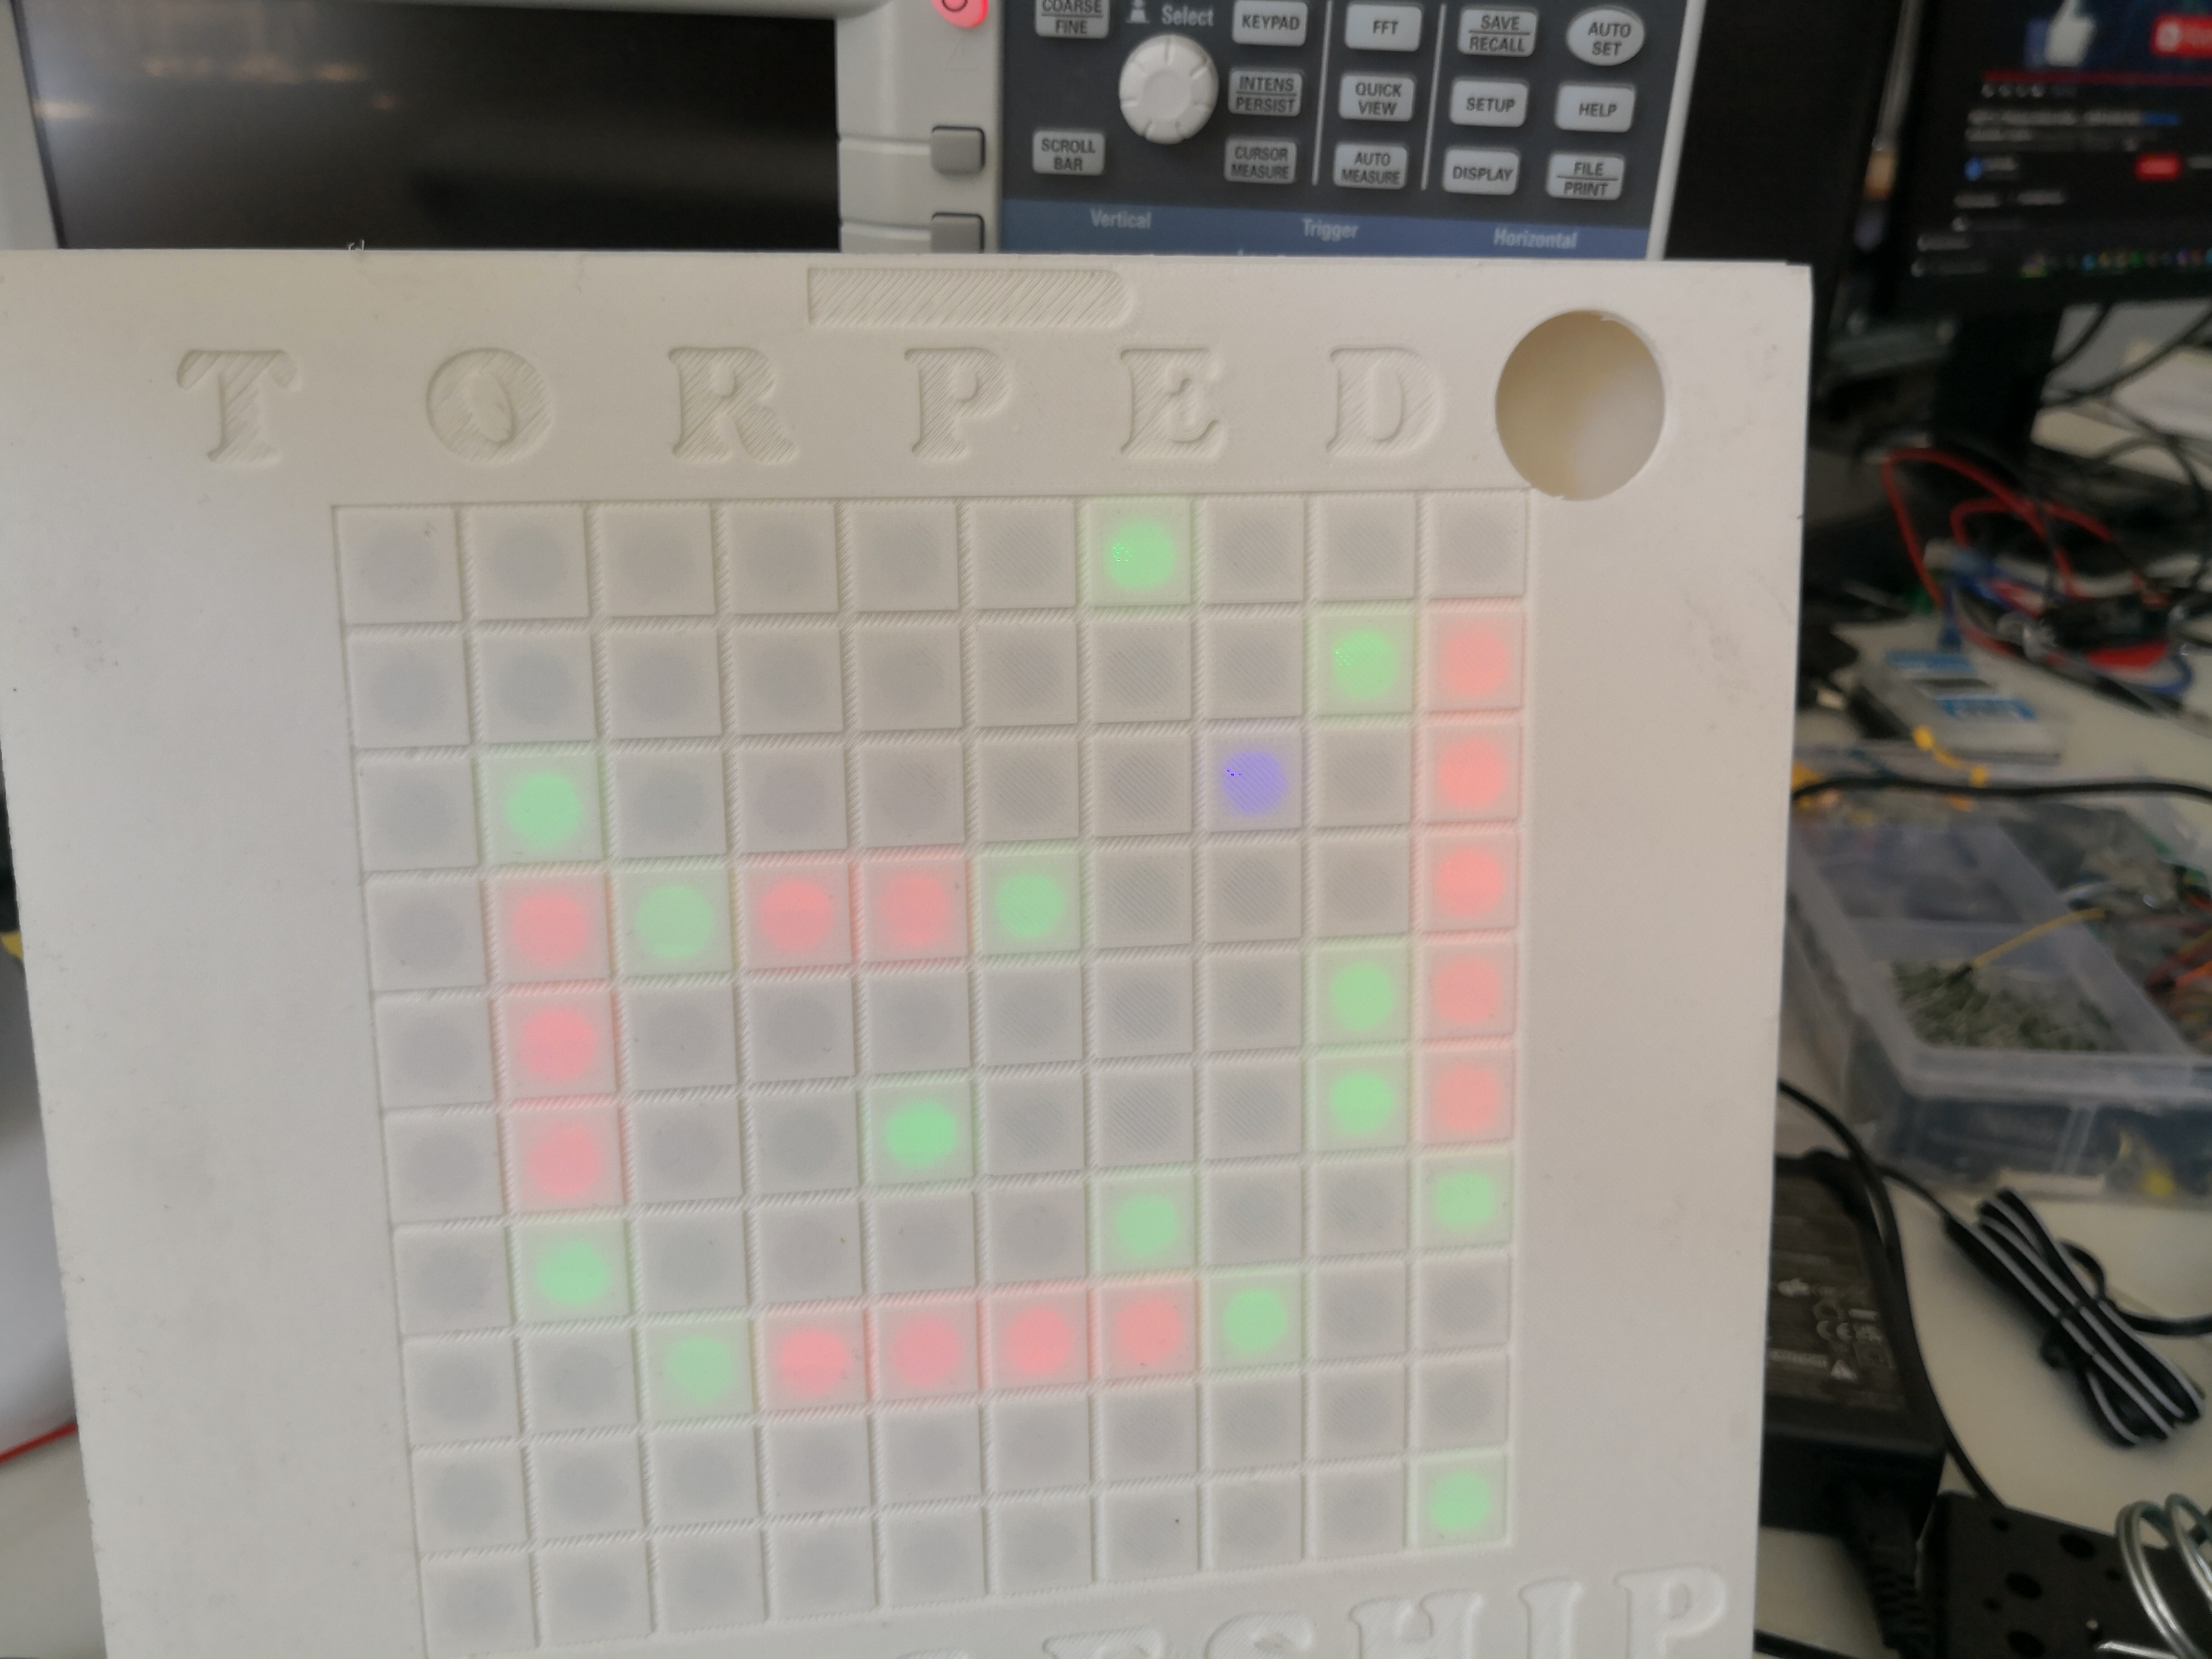 COARSE
FINE
Select
KEYPAD
FFT
SAVE
RECALL
AUTO
SET
INTENS
PERSIST
QUICK
VIEW
SETUP
HELP
SCROLL
BAR
CURSOR
MEASURE
AUTO
MEASURE
DISPLAY
FILE
PRINT
Vertical
Trigger
Horizontal
T O R P E D
SHIP